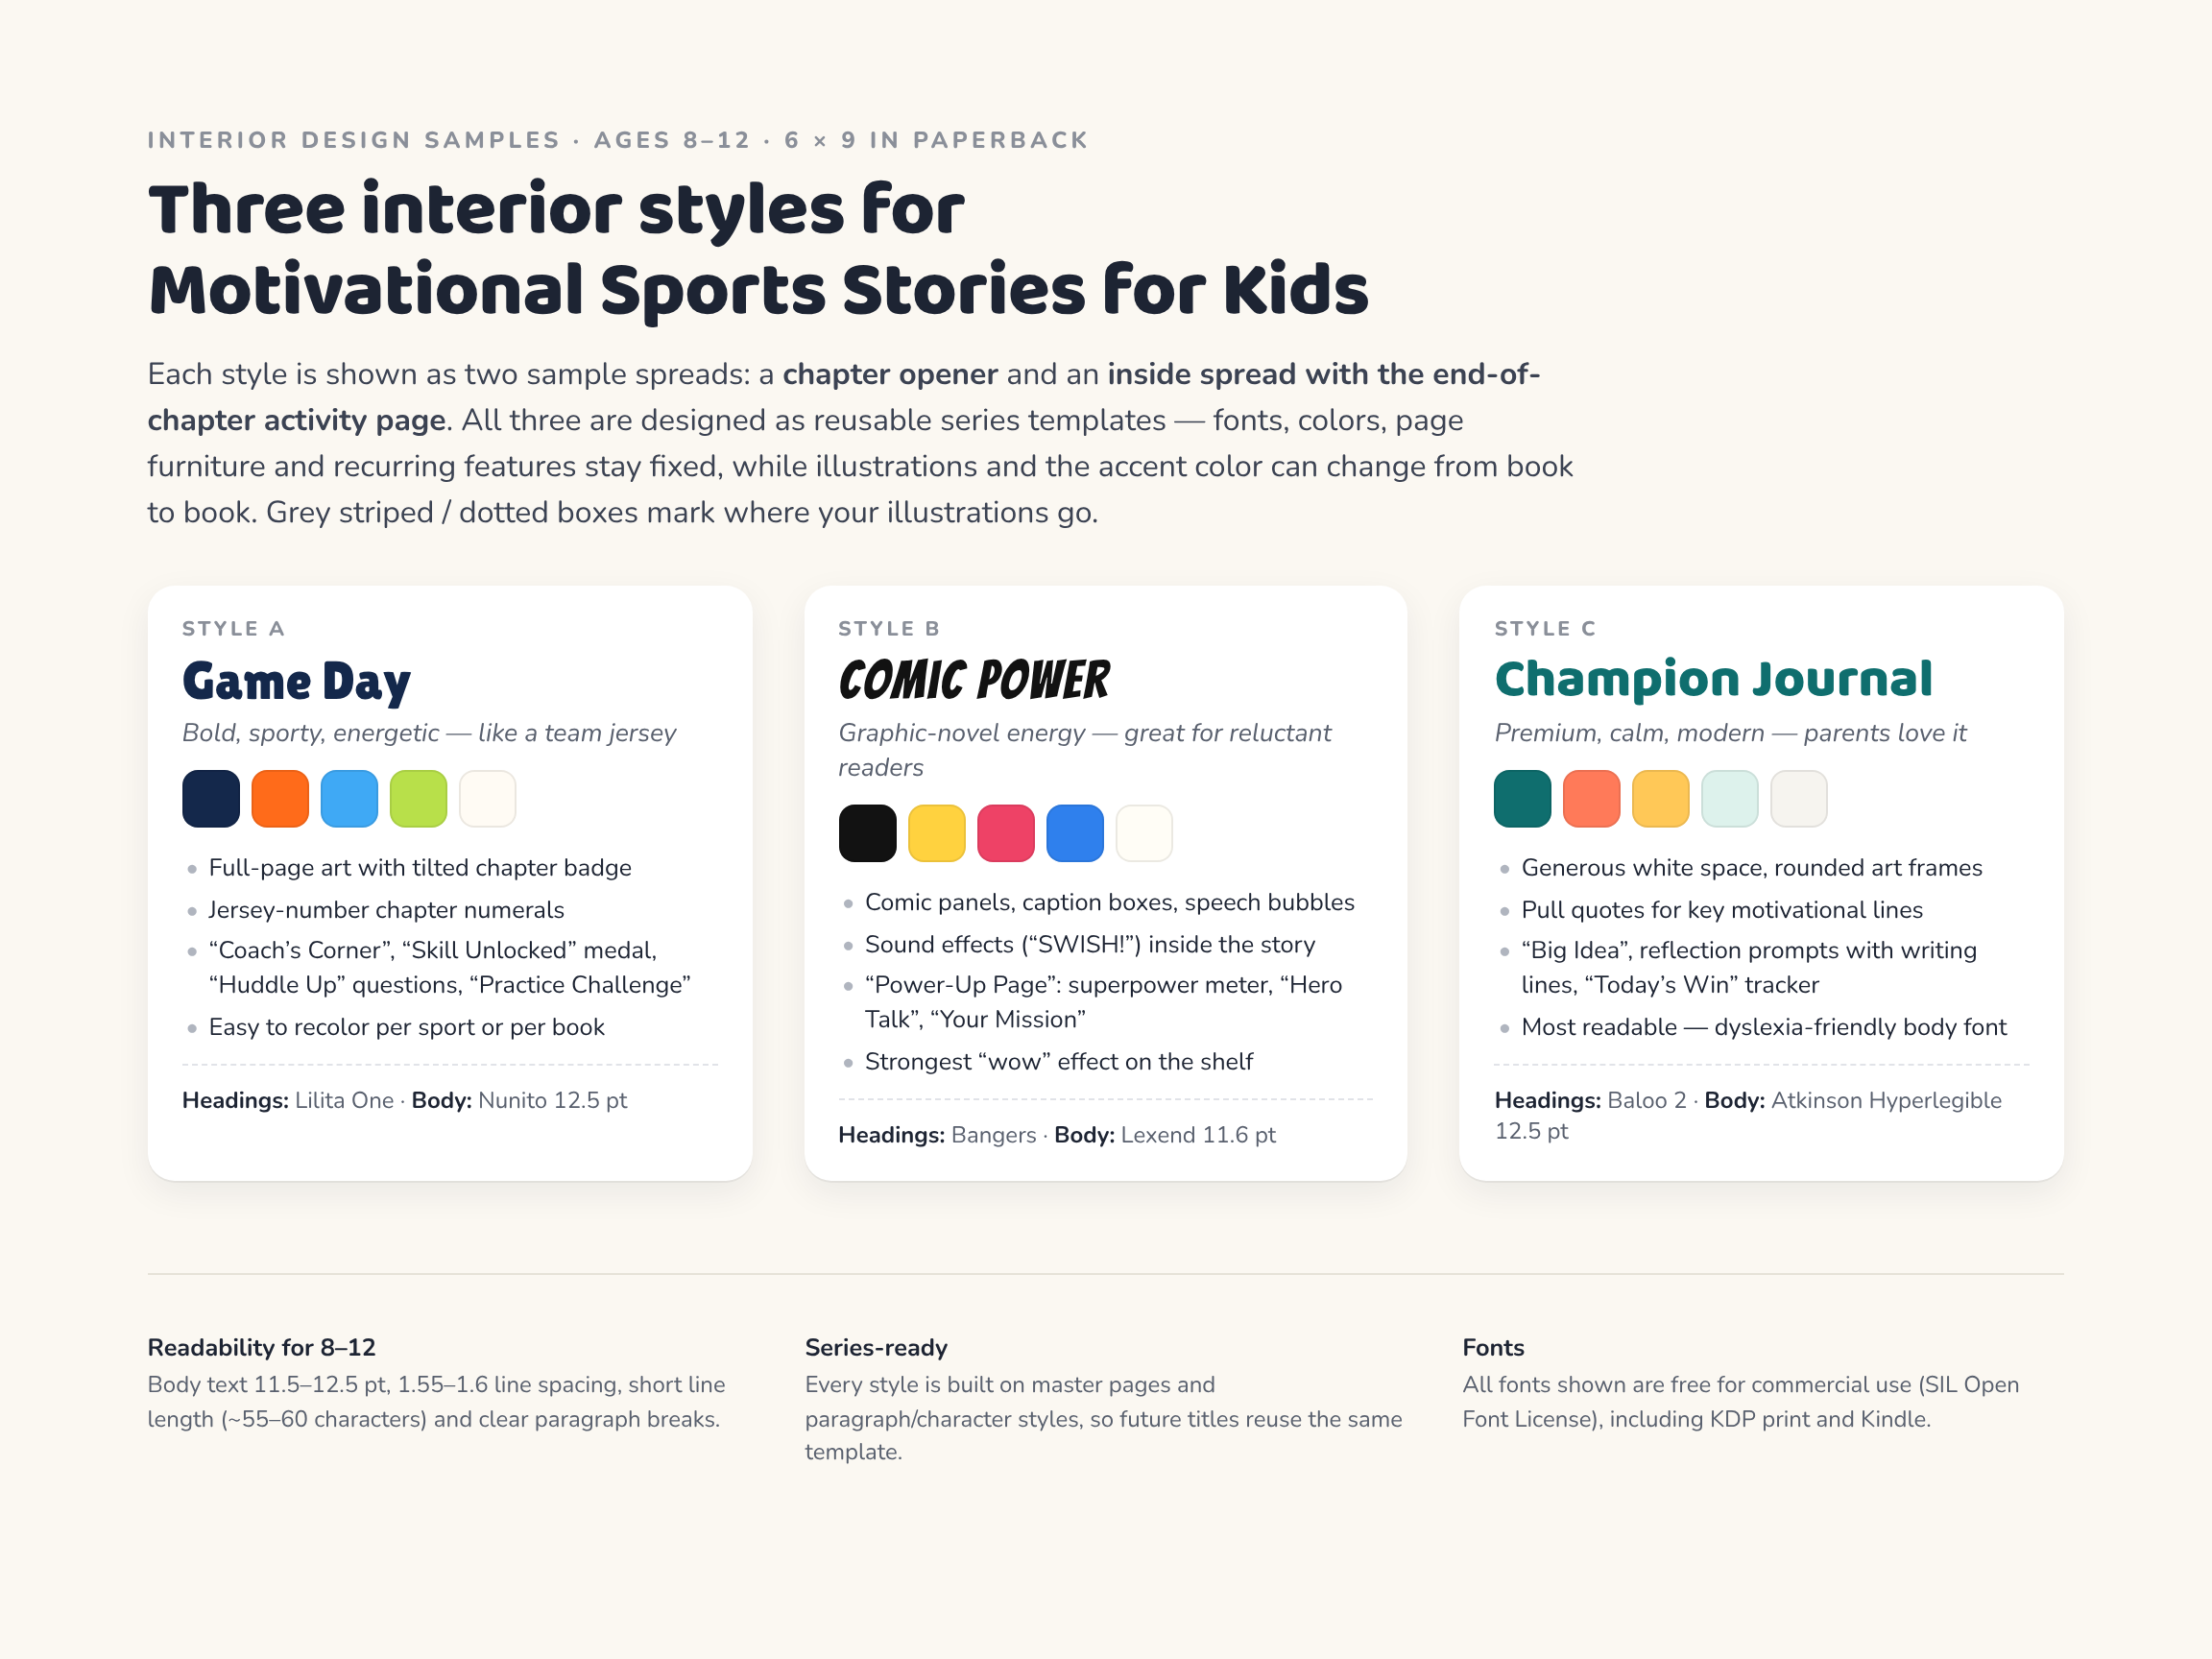 INTERIOR DESIGN SAMPLES · AGES 8–12 · 6 × 9 IN PAPERBACK
Three interior styles for
Motivational Sports Stories for Kids
Each style is shown as two sample spreads: a chapter opener and an inside spread with the end-of-
chapter activity page. All three are designed as reusable series templates — fonts, colors, page
furniture and recurring features stay fixed, while illustrations and the accent color can change from book
to book. Grey striped / dotted boxes mark where your illustrations go.
STYLE A
Game Day
Bold, sporty, energetic — like a team jersey
• Full-page art with tilted chapter badge
• Jersey-number chapter numerals
• “Coach’s Corner”, “Skill Unlocked” medal,
“Huddle Up” questions, “Practice Challenge”
• Easy to recolor per sport or per book
Headings: Lilita One · Body: Nunito 12.5 pt
STYLE B
COMIC POWER
Graphic-novel energy — great for reluctant
readers
• Comic panels, caption boxes, speech bubbles
• Sound effects (“SWISH!”) inside the story
• “Power-Up Page”: superpower meter, “Hero
Talk”, “Your Mission”
• Strongest “wow” effect on the shelf
Headings: Bangers · Body: Lexend 11.6 pt
STYLE C
Champion Journal
Premium, calm, modern — parents love it
• Generous white space, rounded art frames
• Pull quotes for key motivational lines
• “Big Idea”, reflection prompts with writing
lines, “Today’s Win” tracker
• Most readable — dyslexia-friendly body font
Headings: Baloo 2 · Body: Atkinson Hyperlegible
12.5 pt
Readability for 8–12
Body text 11.5–12.5 pt, 1.55–1.6 line spacing, short line
length (~55–60 characters) and clear paragraph breaks.
Series-ready
Every style is built on master pages and
paragraph/character styles, so future titles reuse the same
template.
Fonts
All fonts shown are free for commercial use (SIL Open
Font License), including KDP print and Kindle.